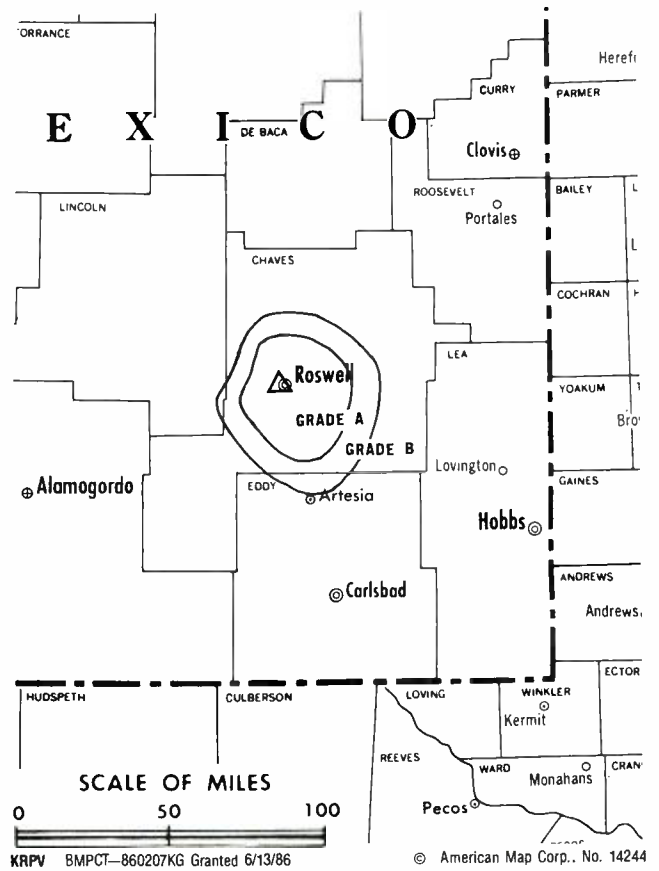 ORRANCE
Heref
CURRY
PARMER
E X I C O
DE BACA
Clovis
ROOSEVELT
BAILEY
L
LINCOLN
Portales
L
CHAVES
COCHRAN
LEA
Roswell
YOAKUM
GRADE A
Bro
GRADE B
Lovington
EDDY
GAINES
Alamogordo
Artesia
Hobbs
ANDREWS
Carlsbad
Andrews
ECTOR
HUDSPETH
CULBERSON
LOVING
WINKLER
Kermit
REEVES
WARD
CRAN
SCALE OF MILES
Monahans
0 50 100
Pecos
KRPV BMPCT—860207KG Granted 6/13/86
© American Map Corp., No. 14244